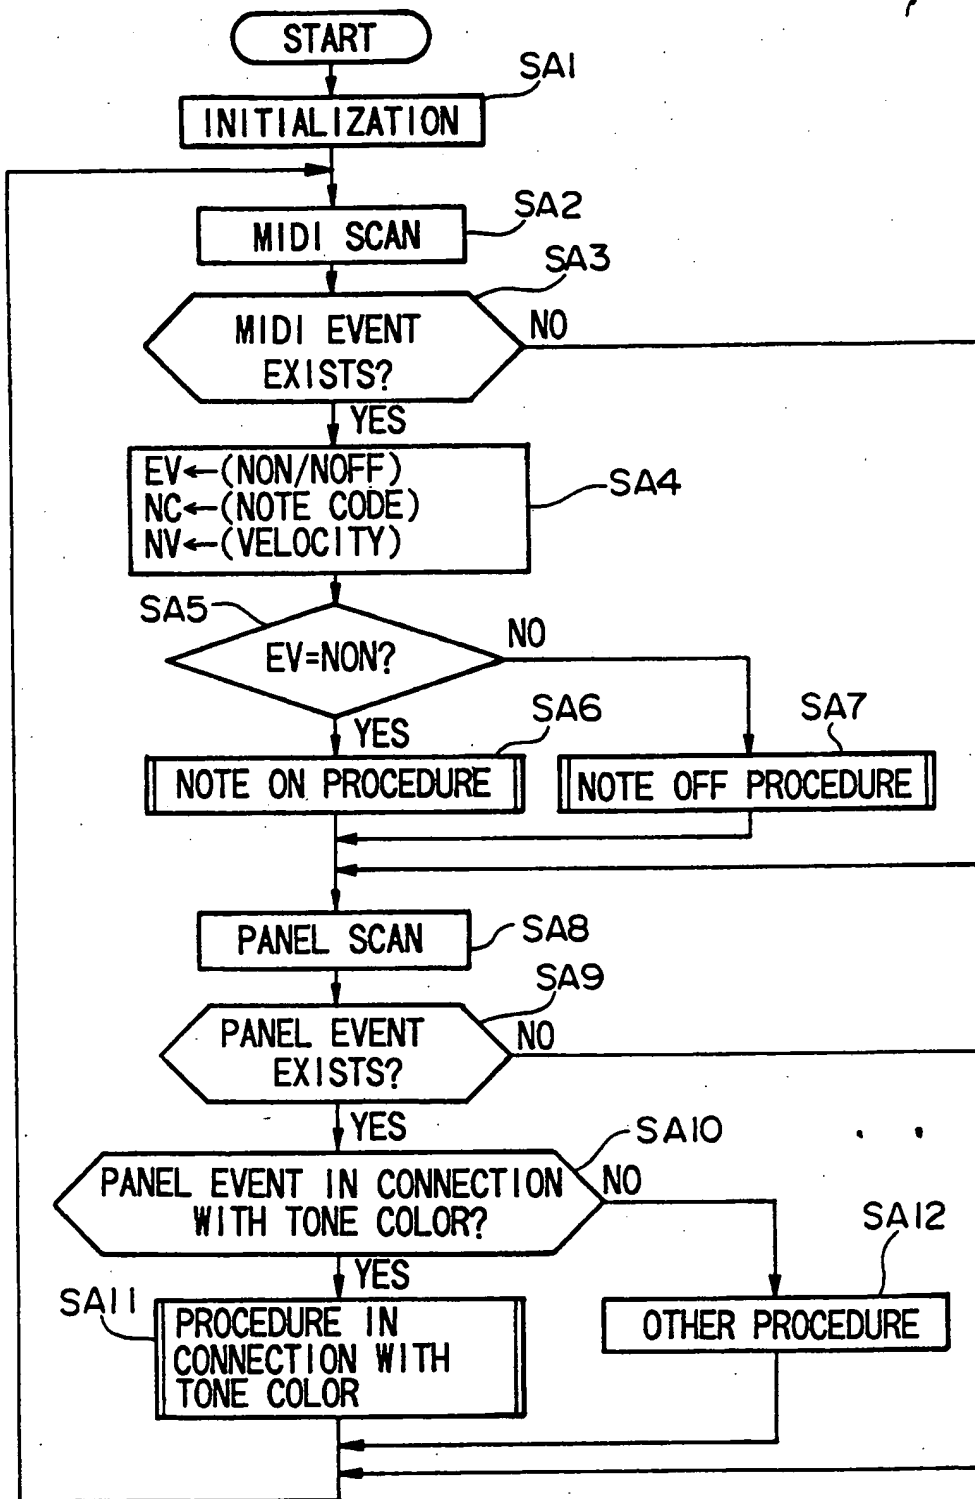 START
SA1
INITIALIZATION
SA2
MIDI SCAN
SA3
MIDI EVENT
EXISTS?
NO
YES
EV←(NON/NOFF)
NC←(NOTE CODE)
NV←(VELOCITY)
SA4
SA5
EV=NON?
NO
YES
SA6
SA7
NOTE ON PROCEDURE
NOTE OFF PROCEDURE
PANEL SCAN
SA8
SA9
PANEL EVENT
EXISTS?
NO
YES
SA10
PANEL EVENT IN CONNECTION
WITH TONE COLOR?
NO
YES
SA12
SA11
PROCEDURE IN
CONNECTION WITH
TONE COLOR
OTHER PROCEDURE